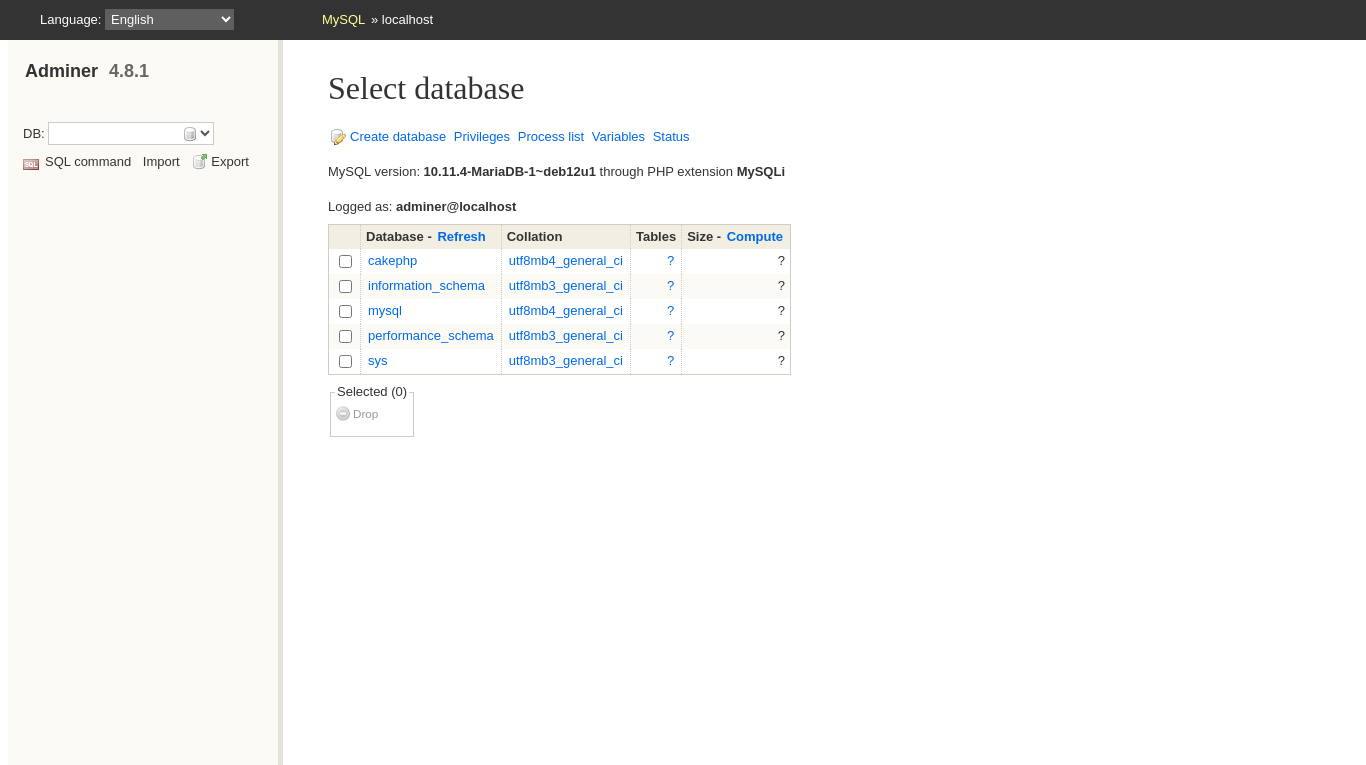 Language: English
MySQL » localhost
Adminer 4.8.1
DB:
SQL SQL command Import Export
Select database
Create database Privileges Process list Variables Status
MySQL version: 10.11.4-MariaDB-1~deb12u1 through PHP extension MySQLi
Logged as: adminer@localhost
Database - Refresh Collation Tables Size - Compute
cakephp utf8mb4_general_ci ? ?
information_schema utf8mb3_general_ci ? ?
mysql utf8mb4_general_ci ? ?
performance_schema utf8mb3_general_ci ? ?
sys utf8mb3_general_ci ? ?
Selected (0)
Drop